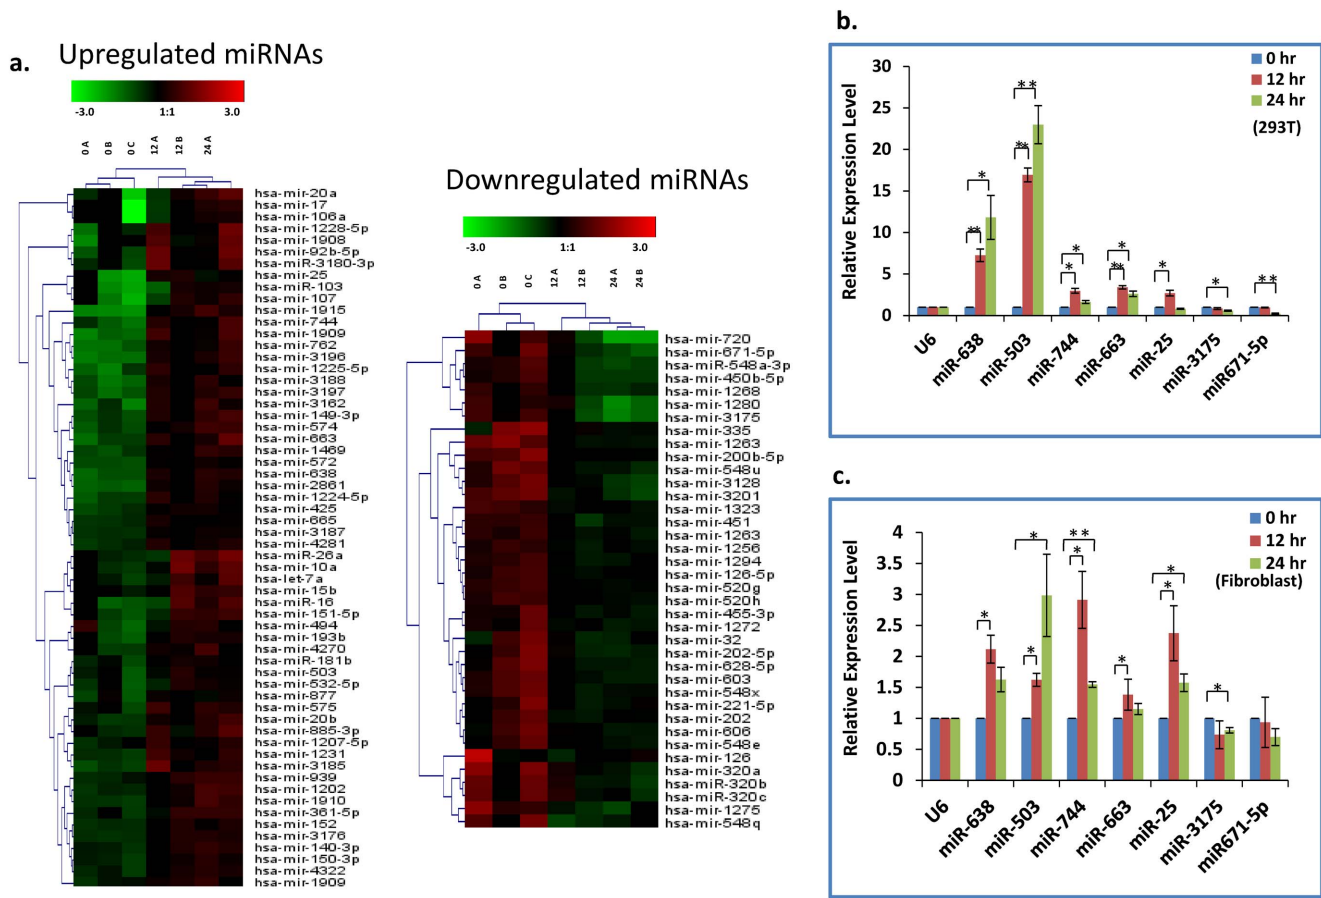 a.
Upregulated miRNAs
-3.0 1:1 3.0
0 A 0 B 0 C 12 A 12 B 24 A
hsa-mir-20a
hsa-mir-17
hsa-mir-106a
hsa-mir-1228-5p
hsa-mir-1908
hsa-mir-92b-5p
hsa-miR-3180-3p
hsa-mir-25
hsa-miR-103
hsa-mir-107
hsa-mir-1915
hsa-mir-744
hsa-mir-1909
hsa-mir-762
hsa-mir-3196
hsa-mir-1225-5p
hsa-mir-3188
hsa-mir-3197
hsa-mir-3162
hsa-mir-149-3p
hsa-mir-574
hsa-mir-663
hsa-mir-1469
hsa-mir-572
hsa-mir-638
hsa-mir-2861
hsa-mir-1224-5p
hsa-mir-425
hsa-mir-665
hsa-mir-3187
hsa-mir-4281
hsa-miR-26a
hsa-mir-10a
hsa-let-7a
hsa-mir-15b
hsa-miR-16
hsa-mir-151-5p
hsa-mir-494
hsa-mir-193b
hsa-mir-4270
hsa-miR-181b
hsa-mir-503
hsa-mir-532-5p
hsa-mir-877
hsa-mir-575
hsa-mir-20b
hsa-mir-885-3p
hsa-mir-1207-5p
hsa-mir-1231
hsa-mir-3185
hsa-mir-939
hsa-mir-1202
hsa-mir-1910
hsa-mir-361-5p
hsa-mir-152
hsa-mir-3176
hsa-mir-140-3p
hsa-mir-150-3p
hsa-mir-4322
hsa-mir-1909
Downregulated miRNAs
-3.0 1:1 3.0
0 A 0 B 0 C 12 A 12 B 24 A 24 B
hsa-mir-720
hsa-mir-671-5p
hsa-miR-548a-3p
hsa-mir-450b-5p
hsa-mir-1268
hsa-mir-1280
hsa-mir-3175
hsa-mir-335
hsa-mir-1263
hsa-mir-200b-5p
hsa-mir-548u
hsa-mir-3128
hsa-mir-3201
hsa-mir-1323
hsa-mir-451
hsa-mir-1263
hsa-mir-1256
hsa-mir-1294
hsa-mir-126-5p
hsa-mir-520g
hsa-mir-520h
hsa-mir-455-3p
hsa-mir-1272
hsa-mir-32
hsa-mir-202-5p
hsa-mir-628-5p
hsa-mir-603
hsa-mir-548x
hsa-mir-221-5p
hsa-mir-202
hsa-mir-606
hsa-mir-548e
hsa-mir-126
hsa-mir-320a
hsa-miR-320b
hsa-miR-320c
hsa-mir-1275
hsa-mir-548q
b.
0 hr
12 hr
24 hr
(293T)
Relative Expression Level
30
25
20
15
10
5
0
* ** ** ** * * * ** * * **
U6 miR-638 miR-503 miR-744 miR-663 miR-25 miR-3175 miR671-5p
c.
0 hr
12 hr
24 hr
(Fibroblast)
Relative Expression Level
4
3.5
3
2.5
2
1.5
1
0.5
0
* * * ** * * * * *
U6 miR-638 miR-503 miR-744 miR-663 miR-25 miR-3175 miR671-5p